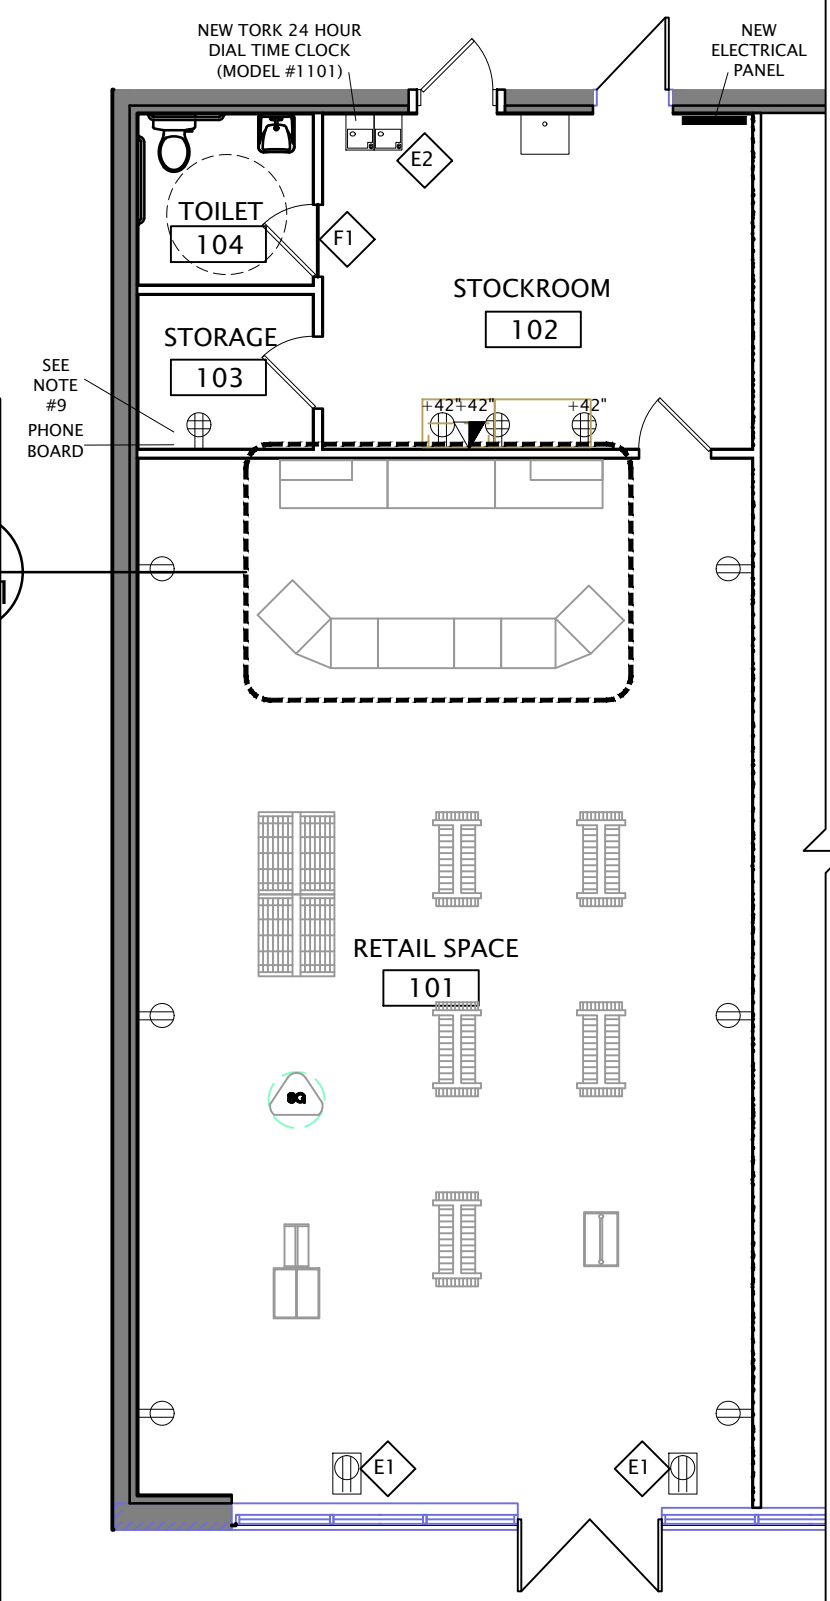 NEW TORK 24 HOUR
DIAL TIME CLOCK
(MODEL #1101)
NEW
ELECTRICAL
PANEL
E2
TOILET
104
F1
STOCKROOM
102
STORAGE
103
SEE
NOTE
#9
PHONE
BOARD
+42"
+42"
+42"
RETAIL SPACE
101
SG
E1
E1